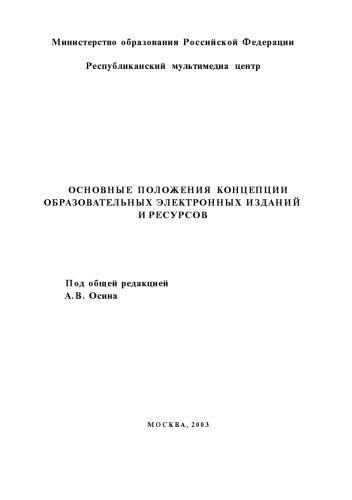 Министерство образования Российской Федерации
Республиканский мультимедиа центр
ОСНОВНЫЕ ПОЛОЖЕНИЯ КОНЦЕПЦИИ
ОБРАЗОВАТЕЛЬНЫХ ЭЛЕКТРОННЫХ ИЗДАНИЙ
И РЕСУРСОВ
Под общей редакцией
А.В. Осина
МОСКВА, 2003